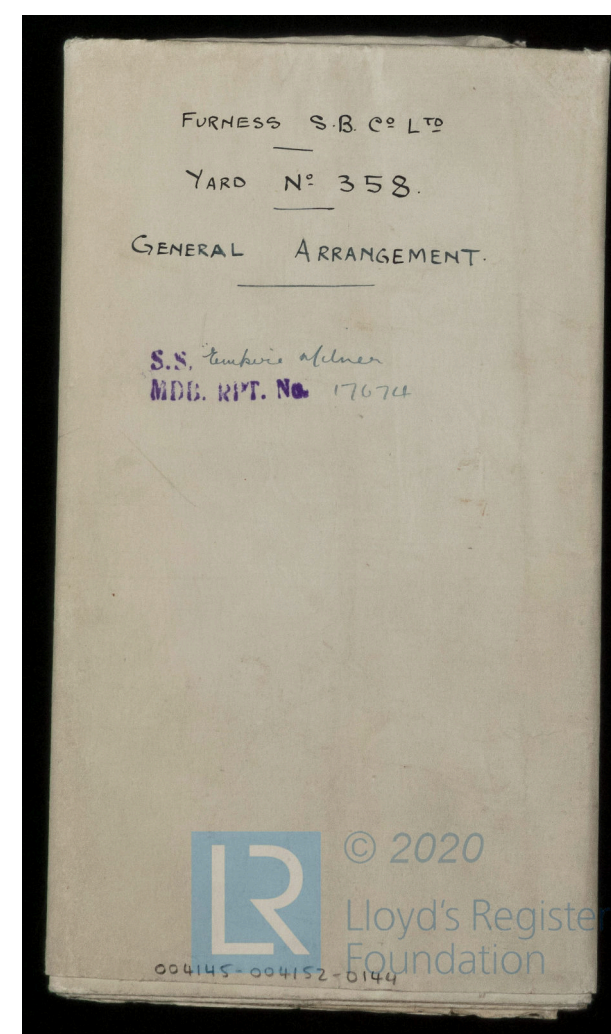 FURNESS S.B. Cº LTD
YARD Nº 358.
GENERAL ARRANGEMENT.
S.S. Empire Milner
MDB. RPT. No. 17674
LR
© 2020
Lloyd's Register
Foundation
004145-004152-0144